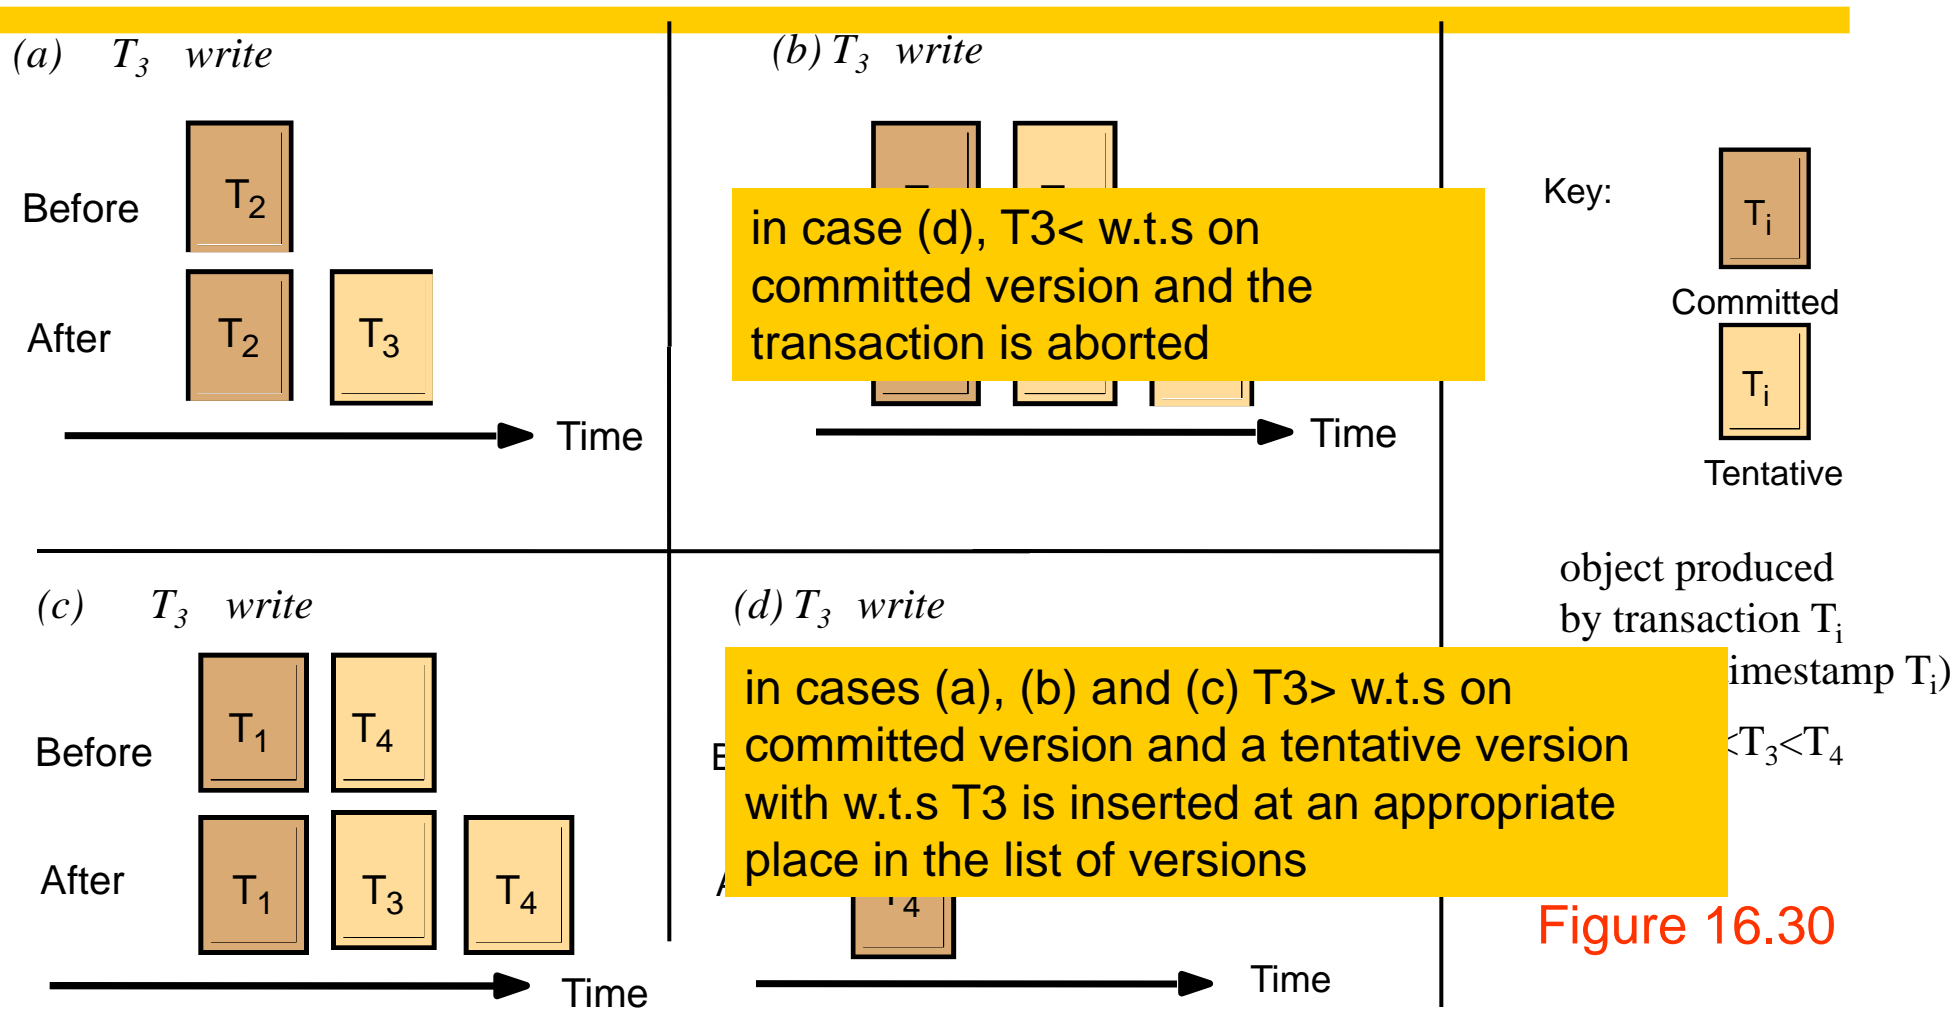 (a) T3 write
Before
T2
After
T2 T3
Time
(b) T3 write
in case (d), T3< w.t.s on
committed version and the
transaction is aborted
Time
Key:
Ti
Committed
Ti
Tentative
object produced
by transaction Ti
imestamp Ti)
<T3<T4
(c) T3 write
Before
T1 T4
After
T1 T3 T4
Time
(d) T3 write
in cases (a), (b) and (c) T3> w.t.s on
committed version and a tentative version
with w.t.s T3 is inserted at an appropriate
place in the list of versions
T4
Time
Figure 16.30